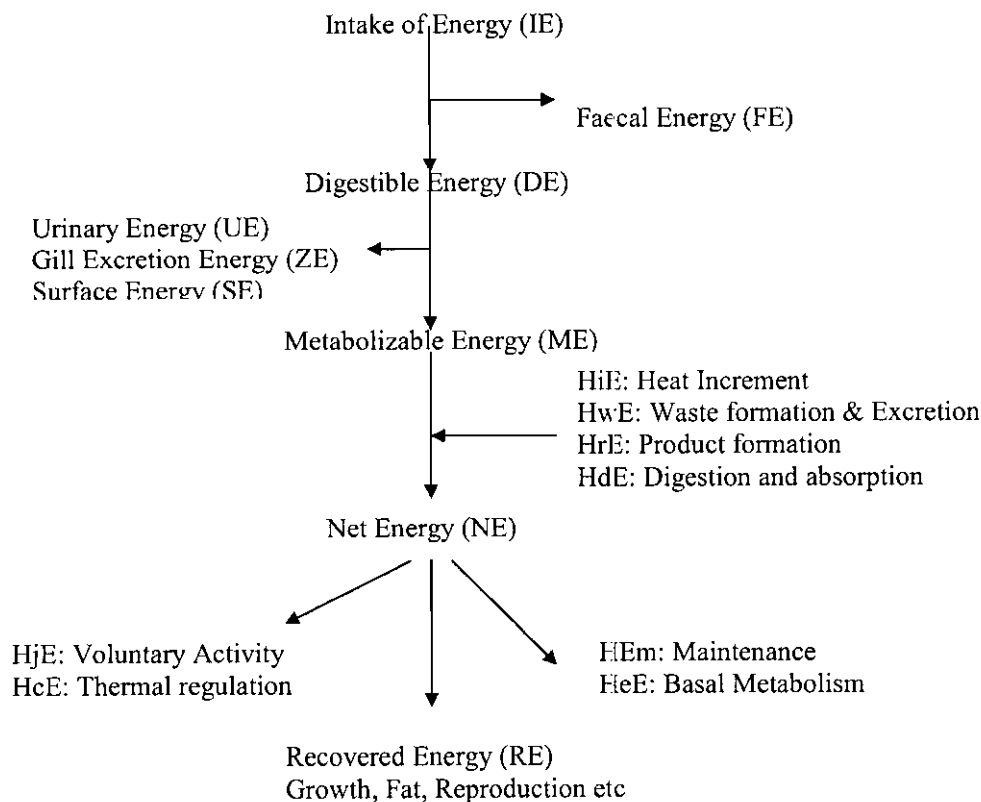 Intake of Energy (IE)
Faecal Energy (FE)
Digestible Energy (DE)
Urinary Energy (UE)
Gill Excretion Energy (ZE)
Surface Energy (SE)
Metabolizable Energy (ME)
HiE: Heat Increment
HwE: Waste formation & Excretion
HrE: Product formation
HdE: Digestion and absorption
Net Energy (NE)
HjE: Voluntary Activity
HcE: Thermal regulation
HEm: Maintenance
HeE: Basal Metabolism
Recovered Energy (RE)
Growth, Fat, Reproduction etc